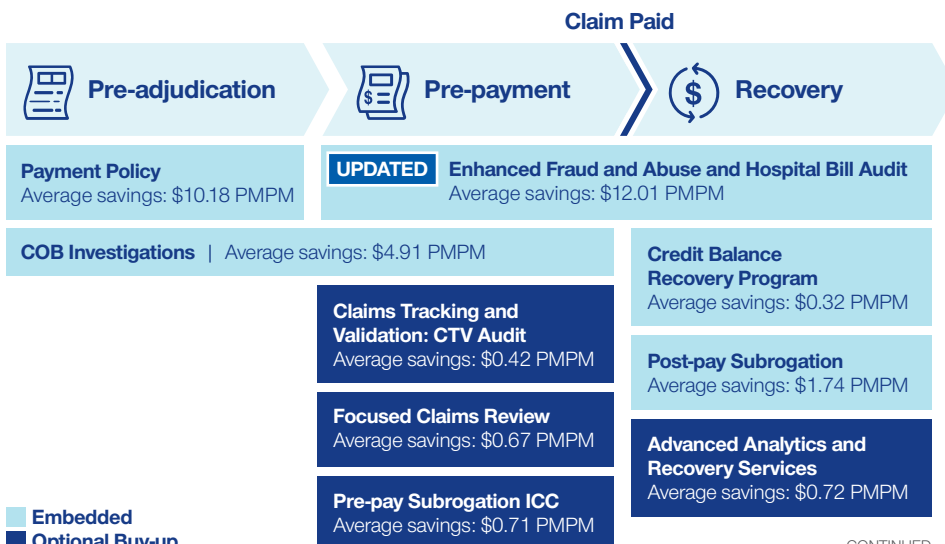 Claim Paid
Pre-adjudication
Pre-payment
Recovery
Payment Policy
Average savings: $10.18 PMPM
UPDATED
Enhanced Fraud and Abuse and Hospital Bill Audit
Average savings: $12.01 PMPM
COB Investigations | Average savings: $4.91 PMPM
Claims Tracking and
Validation: CTV Audit
Average savings: $0.42 PMPM
Focused Claims Review
Average savings: $0.67 PMPM
Pre-pay Subrogation ICC
Average savings: $0.71 PMPM
Credit Balance
Recovery Program
Average savings: $0.32 PMPM
Post-pay Subrogation
Average savings: $1.74 PMPM
Advanced Analytics and
Recovery Services
Average savings: $0.72 PMPM
Embedded
Optional Buy-up
CONTINUED